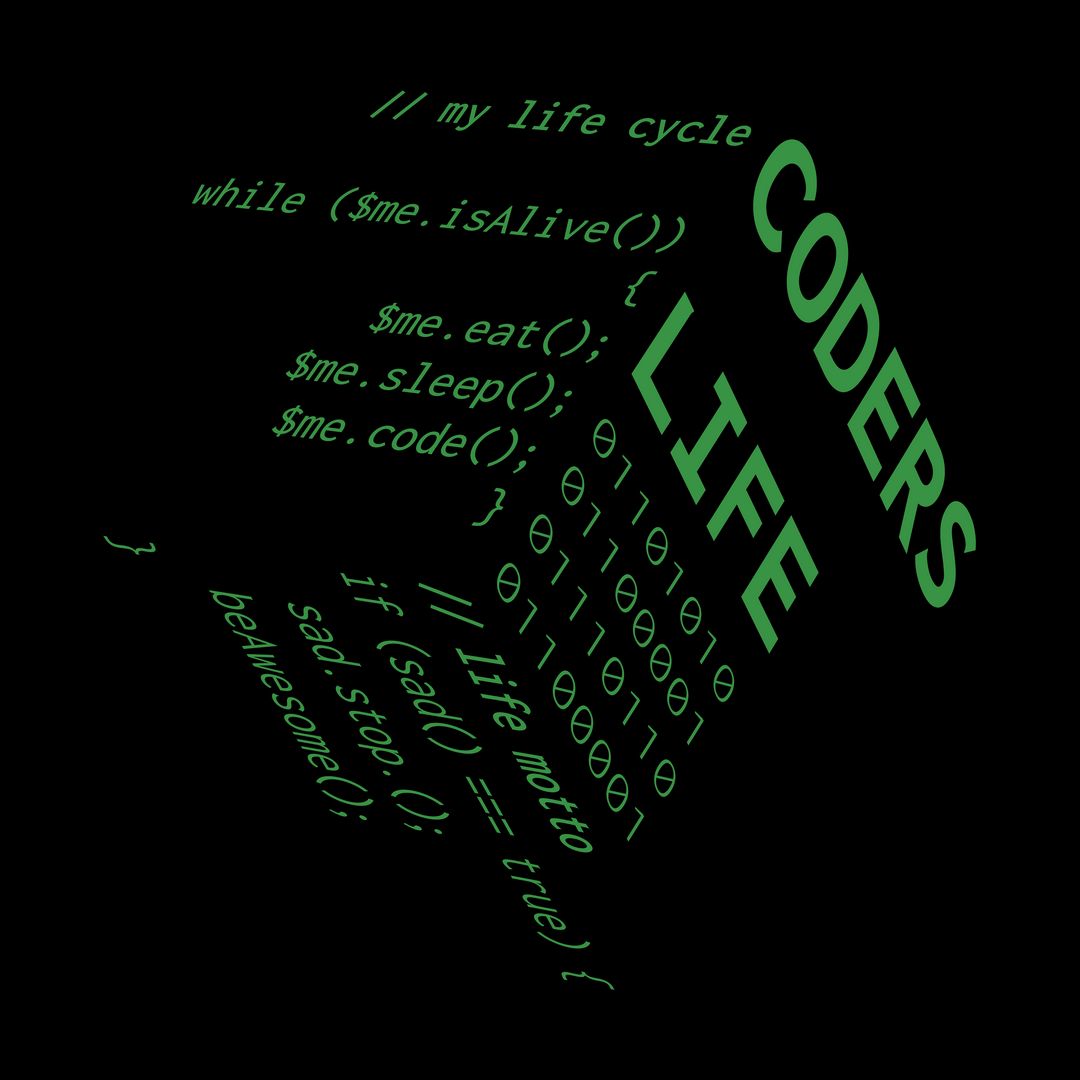 // my life cycle
while ($me.isAlive())
{
$me.eat();
$me.sleep();
$me.code();
}
CODERS
LIFE
01101010
01100001
01110110
01100001
// life motto
if (sad() === true) {
sad.stop.();
beAwesome();
}